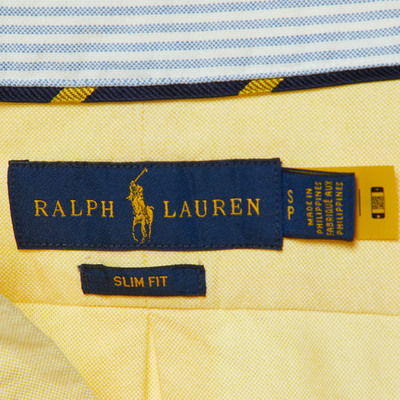 RALPH LAUREN
S
P
MADE IN
PHILIPPINES
FABRIQUÉ AUX
PHILIPPINES
SLIM FIT